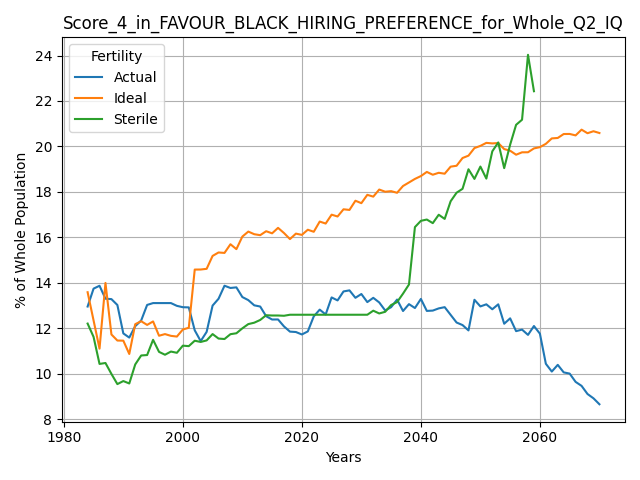 Score_4_in_FAVOUR_BLACK_HIRING_PREFERENCE_for_Whole_Q2_IQ
Fertility
Actual
Ideal
Sterile
% Whole Population
24
22
20
18
16
14
12
10
8
1980
2000
2020
2040
2060
Years